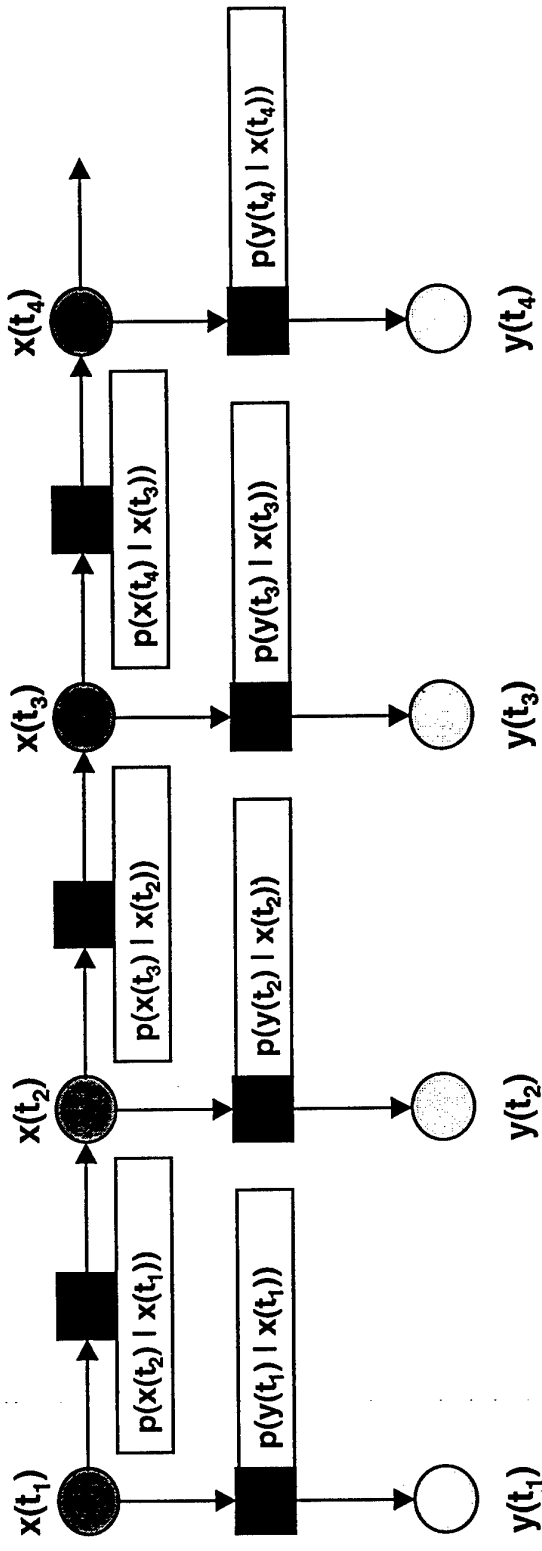 x(t₁)
x(t₂)
x(t₃)
x(t₄)
p(x(t₂) | x(t₁))
p(x(t₃) | x(t₂))
p(x(t₄) | x(t₃))
p(y(t₁) | x(t₁))
p(y(t₂) | x(t₂))
p(y(t₃) | x(t₃))
p(y(t₄) | x(t₄))
y(t₁)
y(t₂)
y(t₃)
y(t₄)